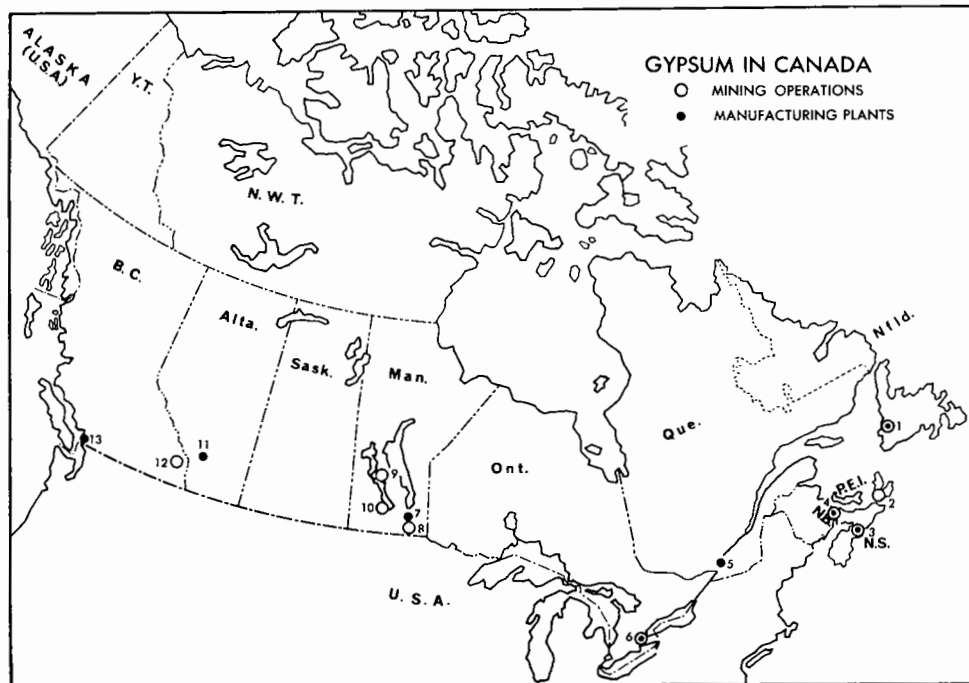 ALASKA
(U.S.A)
Y.T.
GYPSUM IN CANADA
MINING OPERATIONS
MANUFACTURING PLANTS
N.W.T.
B.C.
Alta.
Sask.
Man.
Nfld.
Que.
Ont.
P.E.I.
N.B.
N.S.
U.S.A.
1
2
3
4
5
6
7
8
9
10
11
12
13